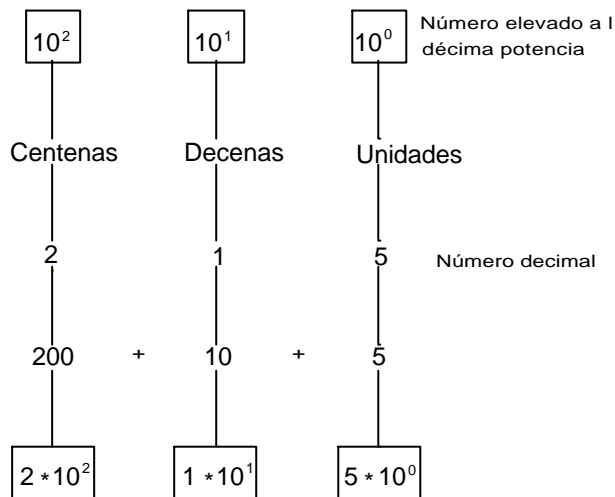 10² 10¹ 10⁰ Número elevado a l
décima potencia
Centenas Decenas Unidades
2 1 5 Número decimal
200 + 10 + 5
2 * 10² 1 * 10¹ 5 * 10⁰